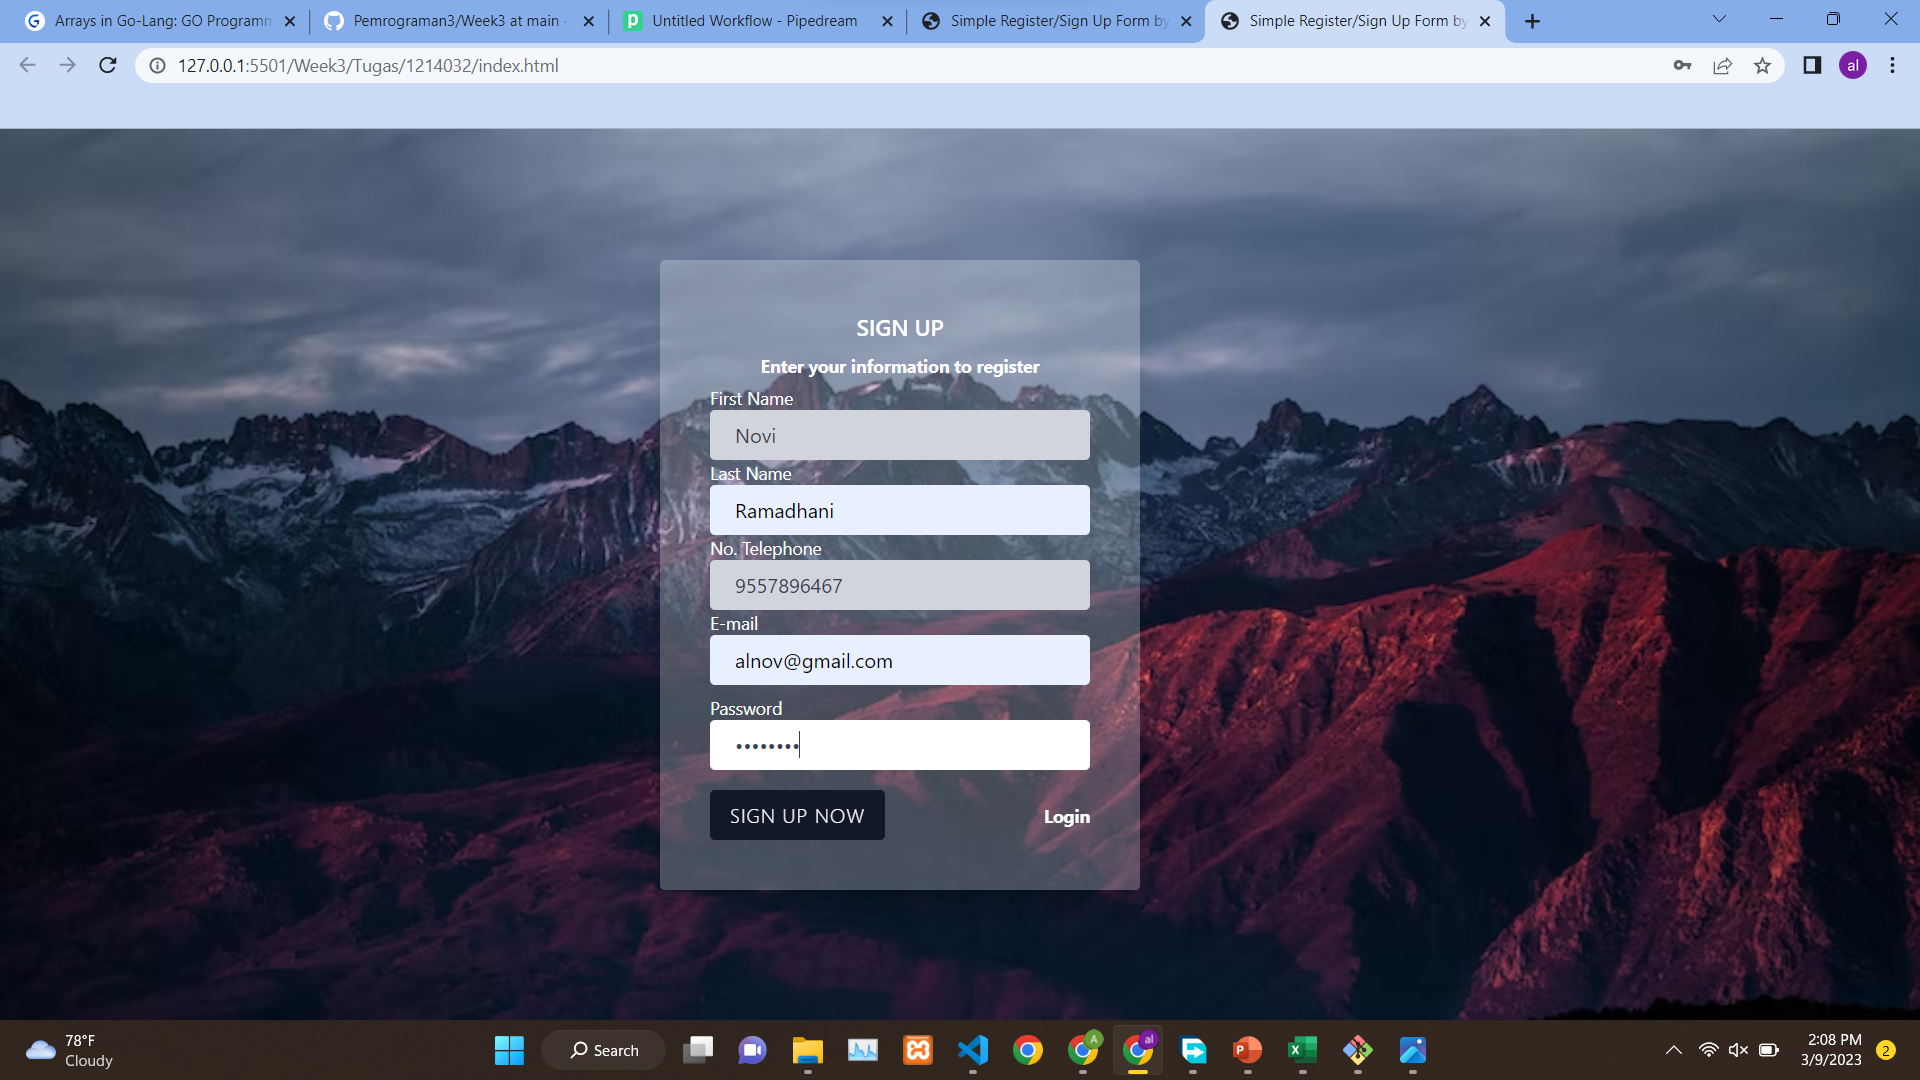 Arrays in Go-Lang: GO Programm
Pemrograman3/Week3 at main ·
Untitled Workflow - Pipedream
Simple Register/Sign Up Form by
Simple Register/Sign Up Form by
127.0.0.1:5501/Week3/Tugas/1214032/index.html
al
SIGN UP
Enter your information to register
First Name
Novi
Last Name
Ramadhani
No. Telephone
9557896467
E-mail
alnov@gmail.com
Password
••••••••
SIGN UP NOW
Login
78°F
Cloudy
Search
A
al
2:08 PM
3/9/2023
2